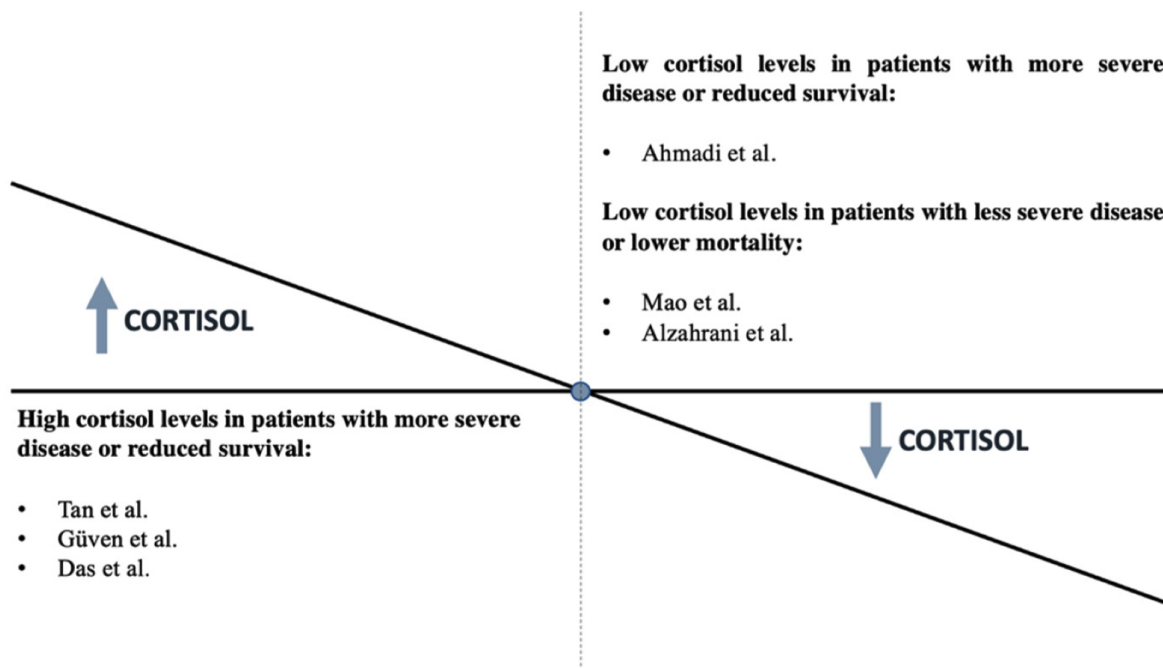 Low cortisol levels in patients with more severe
disease or reduced survival:
• Ahmadi et al.
Low cortisol levels in patients with less severe disease
or lower mortality:
• Mao et al.
• Alzahrani et al.
CORTISOL
High cortisol levels in patients with more severe
disease or reduced survival:
• Tan et al.
• Güven et al.
• Das et al.
CORTISOL